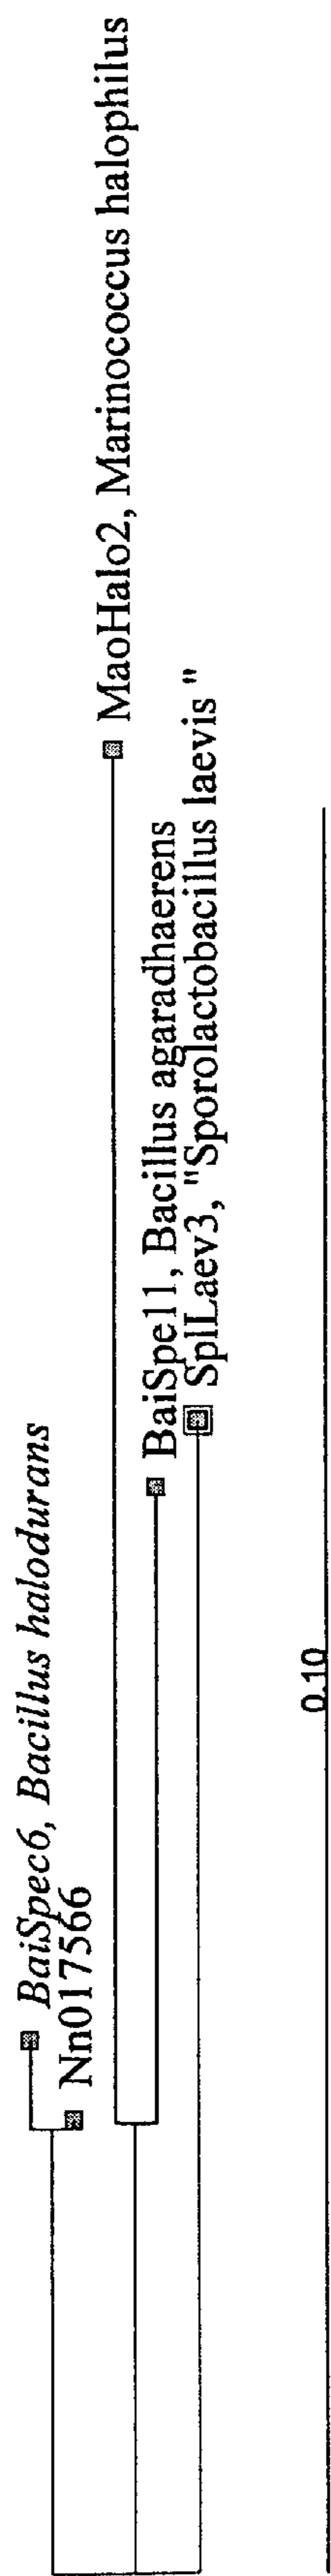 BaiSpec6, Bacillus halodurans
Nn017566
MaoHalo2, Marinococcus halophilus
BaiSpe11, Bacillus agaradhaerens
SplLaev3, "Sporolactobacillus laevis "
0.10